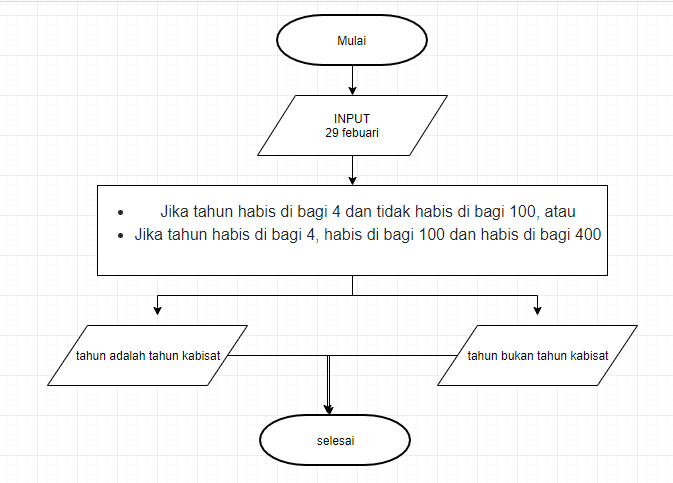 Mulai
INPUT
29 febuari
Jika tahun habis di bagi 4 dan tidak habis di bagi 100, atau
Jika tahun habis di bagi 4, habis di bagi 100 dan habis di bagi 400
tahun adalah tahun kabisat
tahun bukan tahun kabisat
selesai